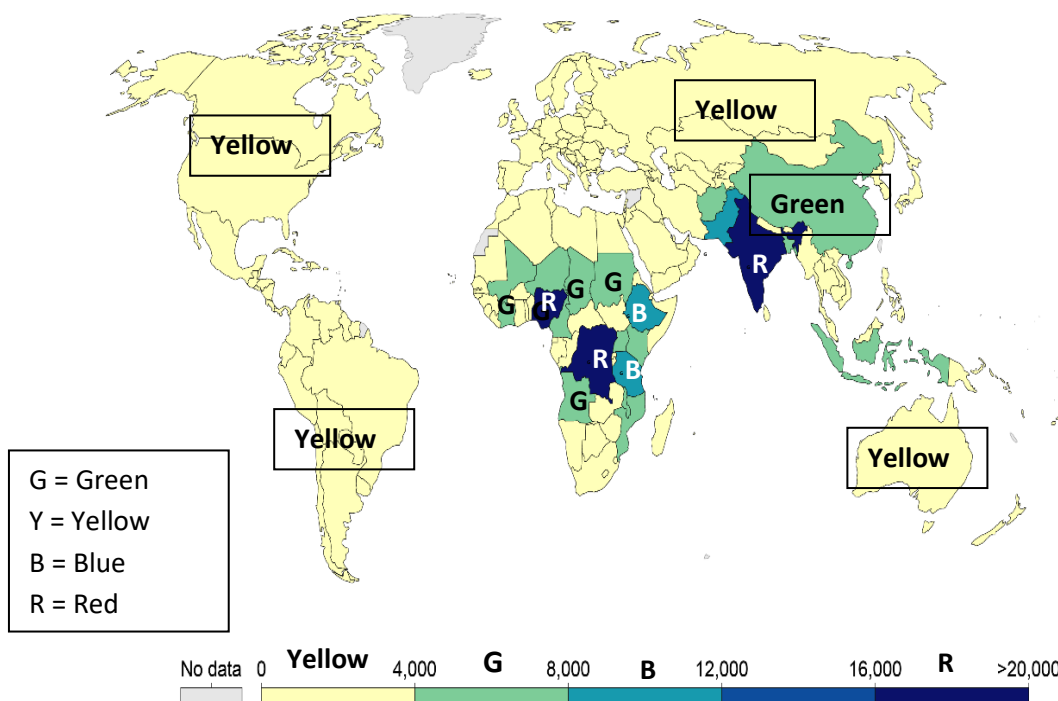 Yellow
Yellow
Green
R
G
G
G
R
G
B
R
B
G
Yellow
Yellow
G = Green
Y = Yellow
B = Blue
R = Red
Yellow G B R
No data 0 4,000 8,000 12,000 16,000 >20,000